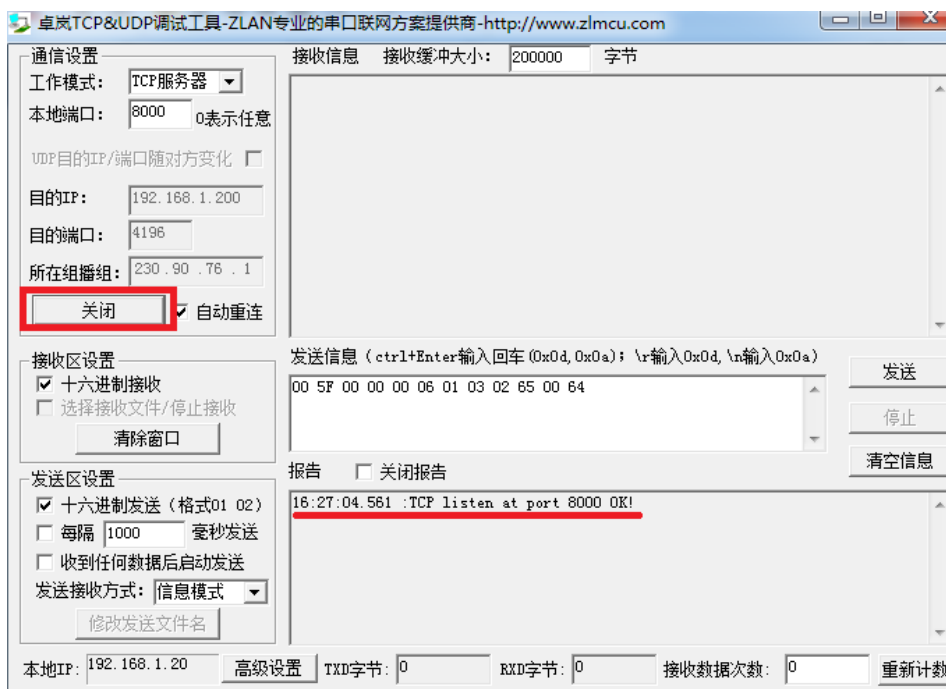 卓岚TCP&UDP调试工具-ZLAN专业的串口联网方案提供商-http://www.zlmcu.com
通信设置
工作模式： TCP服务器
本地端口： 8000 0表示任意
UDP目的IP/端口随对方变化
目的IP： 192.168.1.200
目的端口： 4196
所在组播组： 230 . 90 . 76 . 1
关闭 自动重连
接收区设置
十六进制接收
选择接收文件/停止接收
清除窗口
发送区设置
十六进制发送（格式01 02）
每隔 1000 毫秒发送
收到任何数据后启动发送
发送接收方式： 信息模式
修改发送文件名
接收信息 接收缓冲大小： 200000 字节
发送信息（ctrl+Enter输入回车(0x0d,0x0a)；\r输入0x0d,\n输入0x0a）
00 5F 00 00 00 06 01 03 02 65 00 64
发送
停止
清空信息
报告 关闭报告
16:27:04.561 :TCP listen at port 8000 OK!
本地IP: 192.168.1.20 高级设置 TXD字节: 0 RXD字节: 0 接收数据次数: 0 重新计数